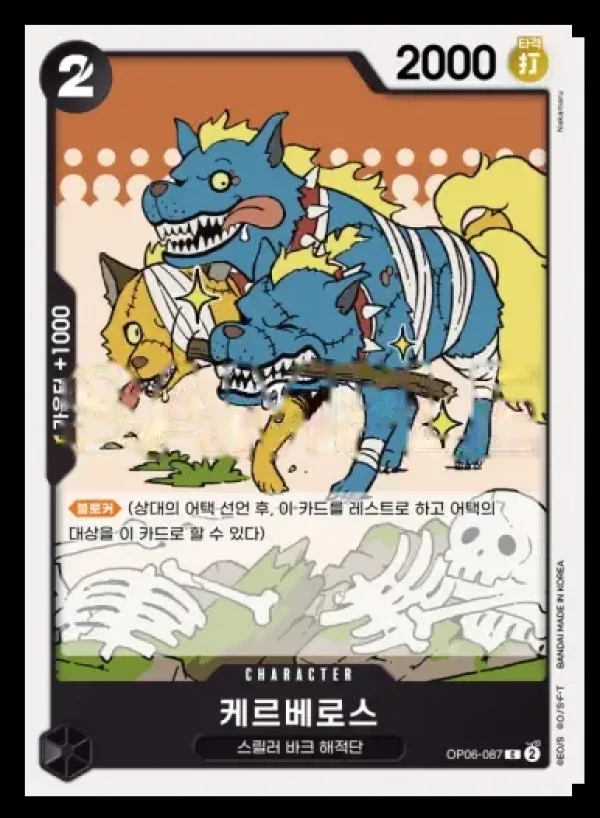 2
2000
타격
打
Nakamaru
카운터 +1000
SAMPLE
블로커 (상대의 어택 선언 후, 이 카드를 레스트로 하고 어택의
대상을 이 카드로 할 수 있다)
CHARACTER
케르베로스
스릴러 바크 해적단
OP06-087 C 2
©EO/S ©O/S·F·T BANDAI MADE IN KOREA